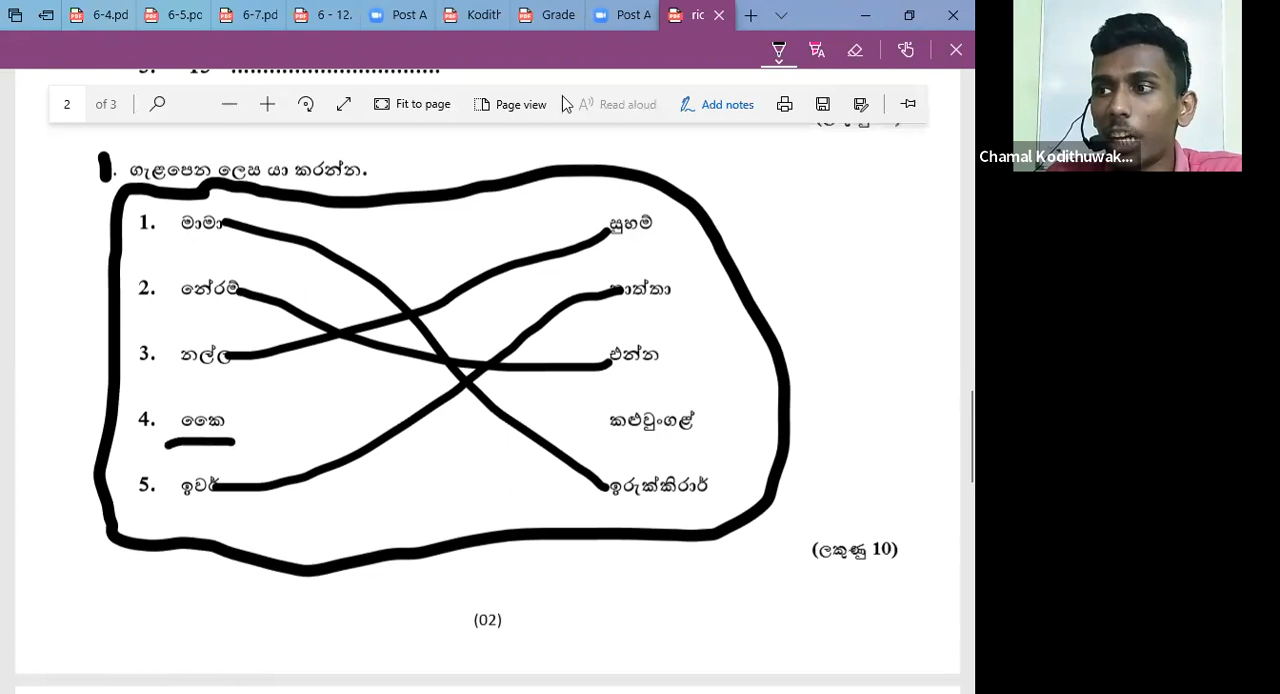 6-4.pd 6-5.pc 6-7.pd 6 - 12. Post A Kodith Grade Post A ric
2 of 3 Fit to page Page view Read aloud Add notes
Chamal Kodithuwak...
ගැළපෙන ලෙස යා කරන්න.
1. මාමා සුහම්
2. නේරම්
3. නල්ල එන්න
4. කෛ කළුවුංගළ්
5. ඉවර් ඉරුක්කිරාර්
(ලකුණු 10)
(02)